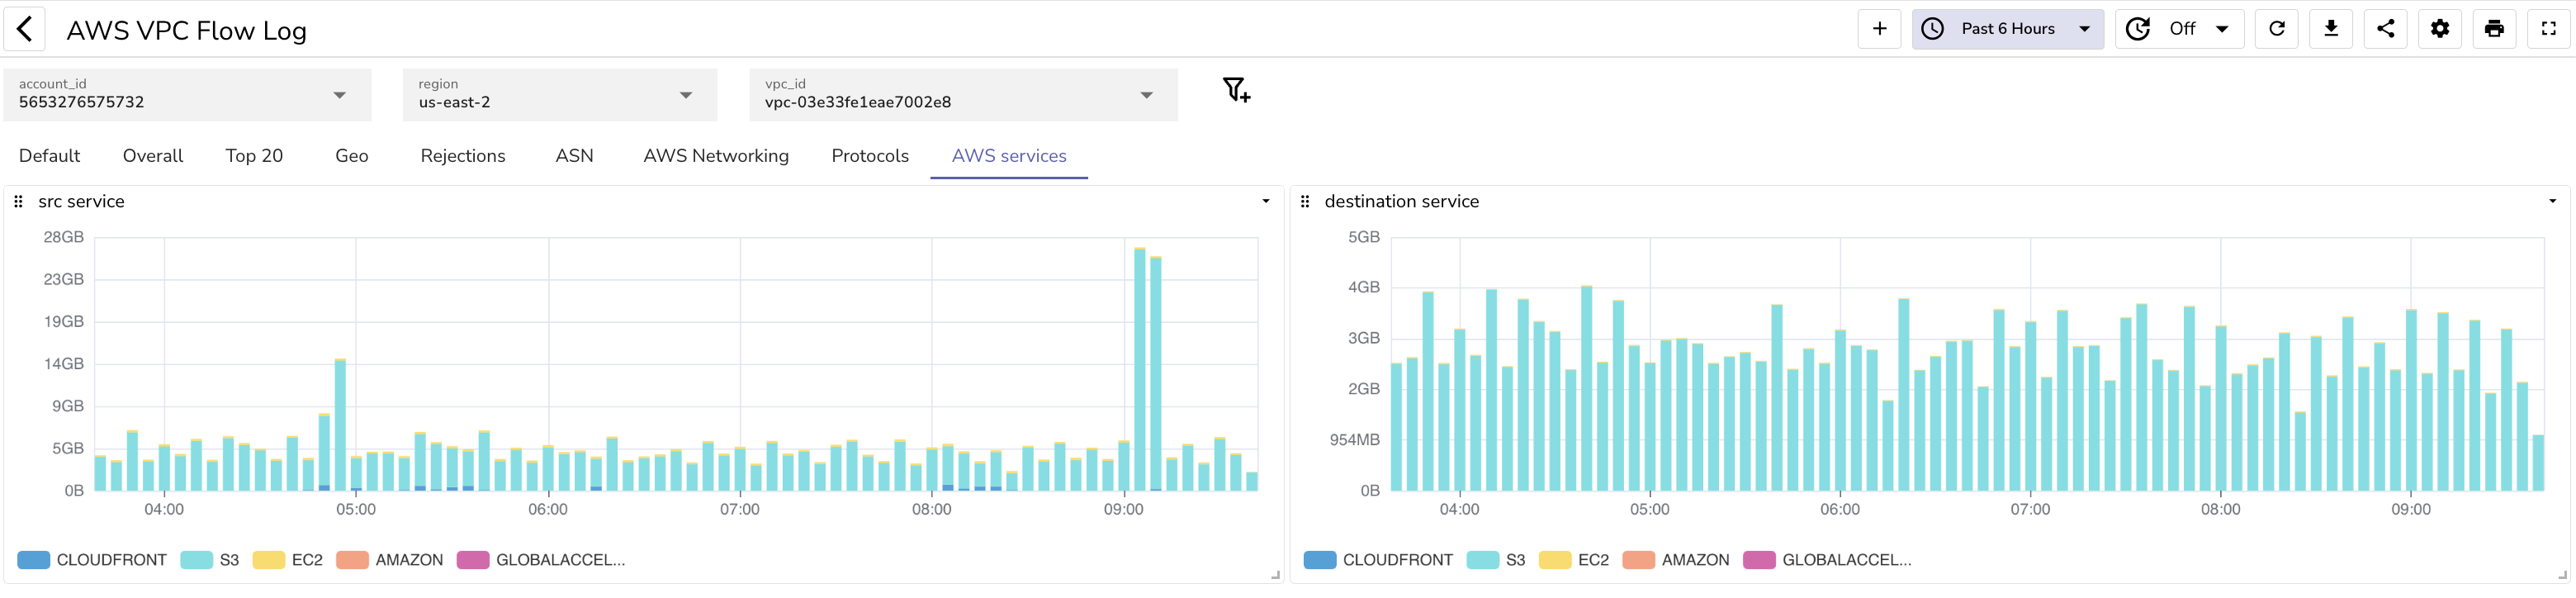 AWS VPC Flow Log
Past 6 Hours
Off
account_id
5653276575732
region
us-east-2
vpc_id
vpc-03e33fe1eae7002e8
Default Overall Top 20 Geo Rejections ASN AWS Networking Protocols AWS services
src service
28GB
23GB
19GB
14GB
9GB
5GB
0B
04:00 05:00 06:00 07:00 08:00 09:00
CLOUDFRONT S3 EC2 AMAZON GLOBALACCEL...
destination service
5GB
4GB
3GB
2GB
954MB
0B
04:00 05:00 06:00 07:00 08:00 09:00
CLOUDFRONT S3 EC2 AMAZON GLOBALACCEL...